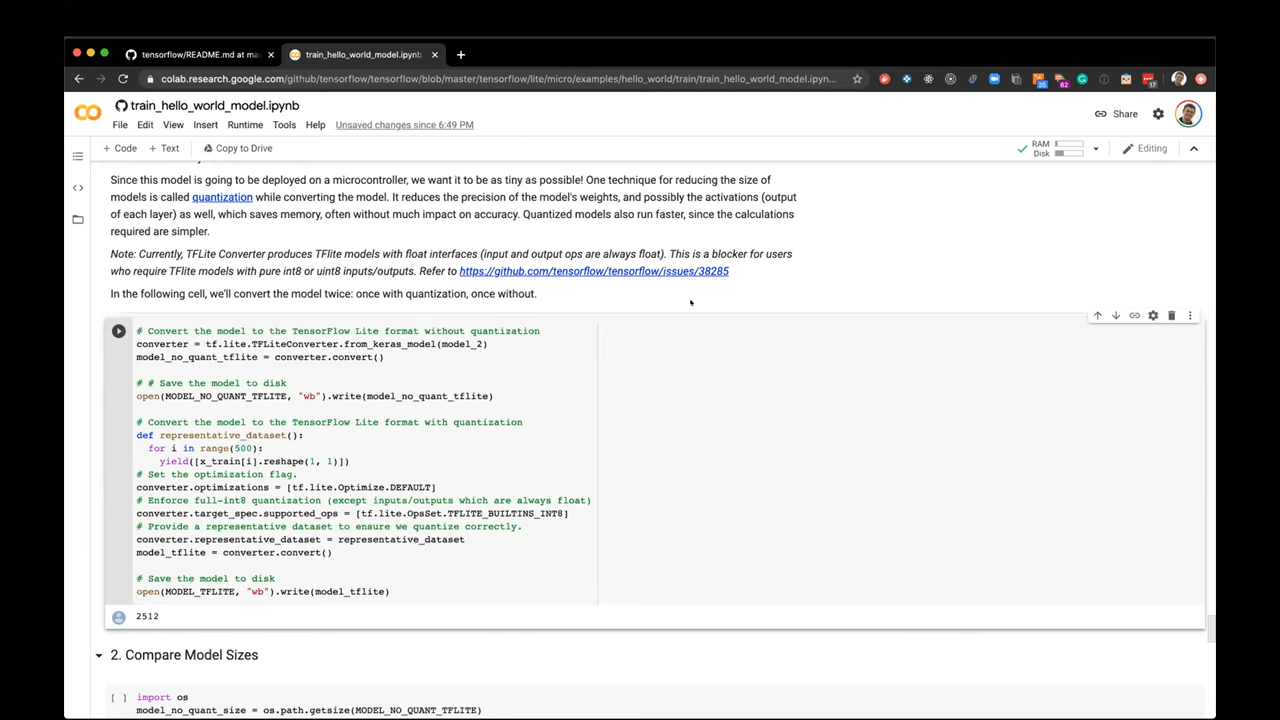 tensorflow/README.md at ma
train_hello_world_model.ipynb
colab.research.google.com/github/tensorflow/tensorflow/blob/master/tensorflow/lite/micro/examples/hello_world/train/train_hello_world_model.ipyn...
train_hello_world_model.ipynb
File Edit View Insert Runtime Tools Help Unsaved changes since 6:49 PM
Share
+ Code + Text Copy to Drive
RAM
Disk
Editing
Since this model is going to be deployed on a microcontroller, we want it to be as tiny as possible! One technique for reducing the size of
models is called quantization while converting the model. It reduces the precision of the model's weights, and possibly the activations (output
of each layer) as well, which saves memory, often without much impact on accuracy. Quantized models also run faster, since the calculations
required are simpler.
Note: Currently, TFLite Converter produces TFlite models with float interfaces (input and output ops are always float). This is a blocker for users
who require TFlite models with pure int8 or uint8 inputs/outputs. Refer to https://github.com/tensorflow/tensorflow/issues/38285
In the following cell, we'll convert the model twice: once with quantization, once without.
# Convert the model to the TensorFlow Lite format without quantization
converter = tf.lite.TFLiteConverter.from_keras_model(model_2)
model_no_quant_tflite = converter.convert()
# # Save the model to disk
open(MODEL_NO_QUANT_TFLITE, "wb").write(model_no_quant_tflite)
# Convert the model to the TensorFlow Lite format with quantization
def representative_dataset():
for i in range(500):
yield([x_train[i].reshape(1, 1)])
# Set the optimization flag.
converter.optimizations = [tf.lite.Optimize.DEFAULT]
# Enforce full-int8 quantization (except inputs/outputs which are always float)
converter.target_spec.supported_ops = [tf.lite.OpsSet.TFLITE_BUILTINS_INT8]
# Provide a representative dataset to ensure we quantize correctly.
converter.representative_dataset = representative_dataset
model_tflite = converter.convert()
# Save the model to disk
open(MODEL_TFLITE, "wb").write(model_tflite)
2512
2. Compare Model Sizes
[ ] import os
model_no_quant_size = os.path.getsize(MODEL_NO_QUANT_TFLITE)